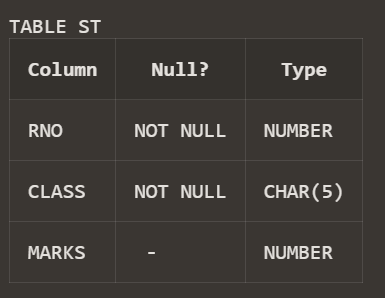 TABLE ST
Column Null? Type
RNO NOT NULL NUMBER
CLASS NOT NULL CHAR(5)
MARKS - NUMBER